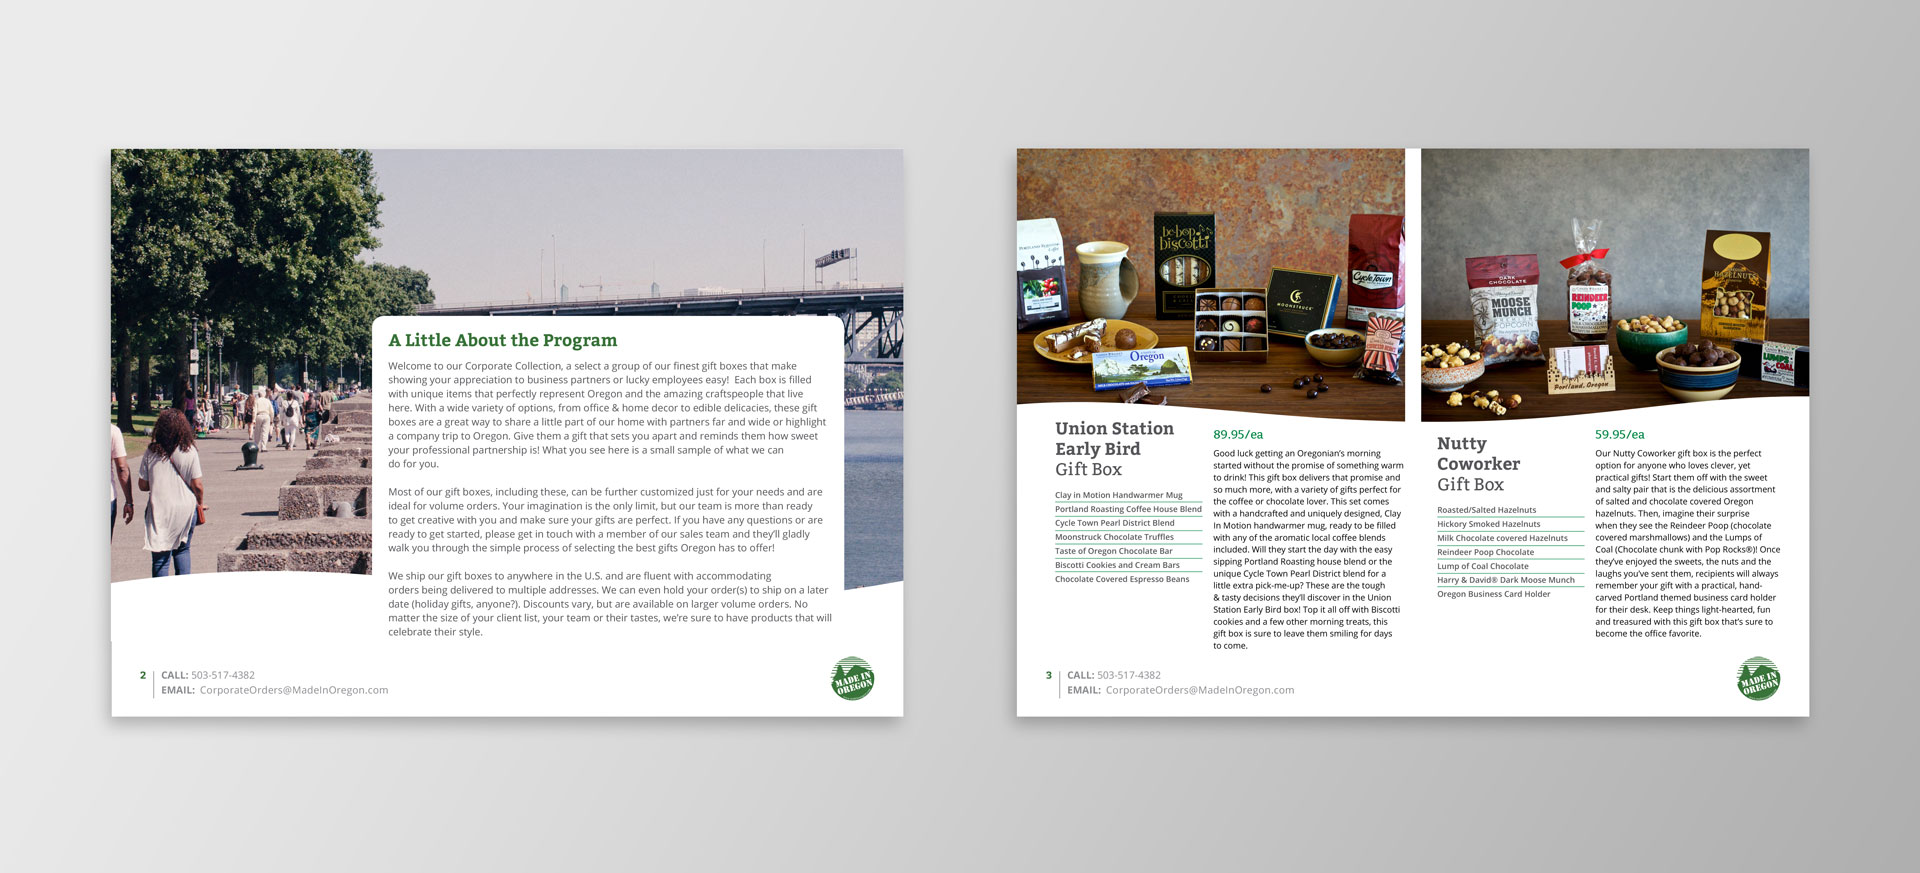 A Little About the Program
Welcome to our Corporate Collection, a select a group of our finest gift boxes that make
showing your appreciation to business partners or lucky employees easy!  Each box is filled
with unique items that perfectly represent Oregon and the amazing craftspeople that live
here. With a wide variety of options, from office & home decor to edible delicacies, these gift
boxes are a great way to share a little part of our home with partners far and wide or highlight
a company trip to Oregon. Give them a gift that sets you apart and reminds them how sweet
your professional partnership is! What you see here is a small sample of what we can
do for you.
Most of our gift boxes, including these, can be further customized just for your needs and are
ideal for volume orders. Your imagination is the only limit, but our team is more than ready
to get creative with you and make sure your gifts are perfect. If you have any questions or are
ready to get started, please get in touch with a member of our sales team and they'll gladly
walk you through the simple process of selecting the best gifts Oregon has to offer!
We ship our gift boxes to anywhere in the U.S. and are fluent with accommodating
orders being delivered to multiple addresses. We can even hold your order(s) to ship on a later
date (holiday gifts, anyone?). Discounts vary, but are available on larger volume orders. No
matter the size of your client list, your team or their tastes, we're sure to have products that will
celebrate their style.
2
CALL: 503-517-4382
EMAIL: CorporateOrders@MadeInOregon.com
MADE IN
OREGON
be·bop
biscotti
MOONSTRUCK
Cycle Town
Oregon
Union Station
Early Bird
Gift Box
Clay in Motion Handwarmer Mug
Portland Roasting Coffee House Blend
Cycle Town Pearl District Blend
Moonstruck Chocolate Truffles
Taste of Oregon Chocolate Bar
Biscotti Cookies and Cream Bars
Chocolate Covered Espresso Beans
89.95/ea
Good luck getting an Oregonian's morning
started without the promise of something warm
to drink! This gift box delivers that promise and
so much more, with a variety of gifts perfect for
the coffee or chocolate lover. This set comes
with a handcrafted and uniquely designed, Clay
In Motion handwarmer mug, ready to be filled
with any of the aromatic local coffee blends
included. Will they start the day with the easy
sipping Portland Roasting house blend or the
unique Cycle Town Pearl District blend for a
little extra pick-me-up? These are the tough
& tasty decisions they'll discover in the Union
Station Early Bird box! Top it all off with Biscotti
cookies and a few other morning treats, this
gift box is sure to leave them smiling for days
to come.
DARK
CHOCOLATE
MOOSE
MUNCH
POPCORN
REINDEER
POOP
HAZELNUTS
Portland, Oregon
LUMPS
COAL
Nutty
Coworker
Gift Box
Roasted/Salted Hazelnuts
Hickory Smoked Hazelnuts
Milk Chocolate covered Hazelnuts
Reindeer Poop Chocolate
Lump of Coal Chocolate
Harry & David® Dark Moose Munch
Oregon Business Card Holder
59.95/ea
Our Nutty Coworker gift box is the perfect
option for anyone who loves clever, yet
practical gifts! Start them off with the sweet
and salty pair that is the delicious assortment
of salted and chocolate covered Oregon
hazelnuts. Then, imagine their surprise
when they see the Reindeer Poop (chocolate
covered marshmallows) and the Lumps of
Coal (Chocolate chunk with Pop Rocks®)! Once
they've enjoyed the sweets, the nuts and the
laughs you've sent them, recipients will always
remember your gift with a practical, hand-
carved Portland themed business card holder
for their desk. Keep things light-hearted, fun
and treasured with this gift box that's sure to
become the office favorite.
3
CALL: 503-517-4382
EMAIL: CorporateOrders@MadeInOregon.com
MADE IN
OREGON